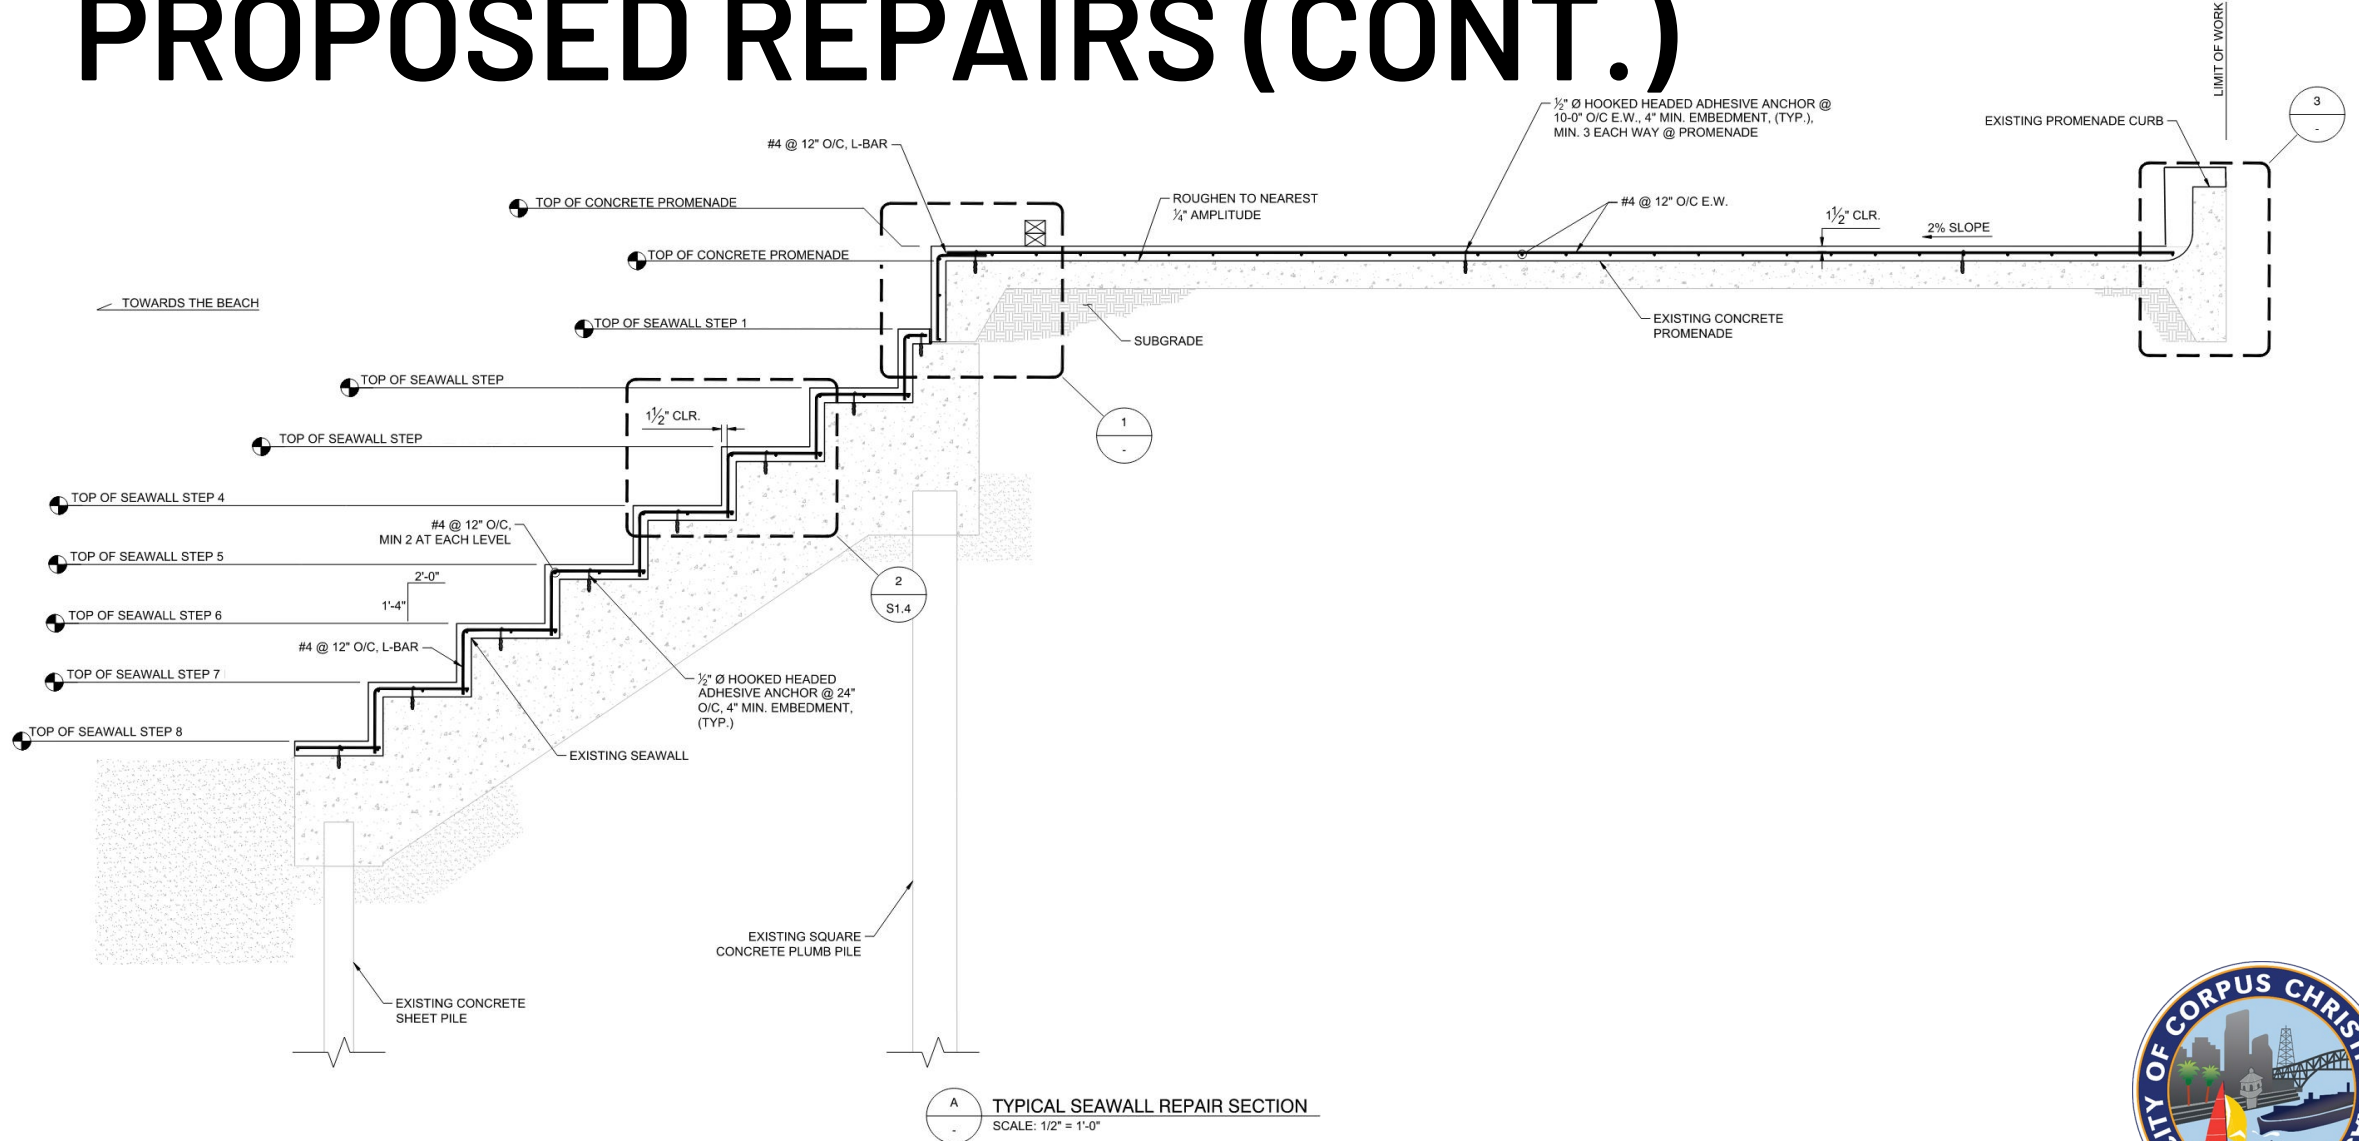 PROPOSED REPAIRS (CONT.)
LIMIT OF WORK
3
-
½" Ø HOOKED HEADED ADHESIVE ANCHOR @
10-0" O/C E.W., 4" MIN. EMBEDMENT, (TYP.),
MIN. 3 EACH WAY @ PROMENADE
EXISTING PROMENADE CURB
#4 @ 12" O/C, L-BAR
TOP OF CONCRETE PROMENADE
ROUGHEN TO NEAREST
¼" AMPLITUDE
#4 @ 12" O/C E.W.
1½" CLR.
2% SLOPE
TOP OF CONCRETE PROMENADE
TOWARDS THE BEACH
TOP OF SEAWALL STEP 1
SUBGRADE
EXISTING CONCRETE
PROMENADE
TOP OF SEAWALL STEP
1½" CLR.
1
-
TOP OF SEAWALL STEP
TOP OF SEAWALL STEP 4
#4 @ 12" O/C,
MIN 2 AT EACH LEVEL
TOP OF SEAWALL STEP 5
2'-0"
1'-4"
2
S1.4
TOP OF SEAWALL STEP 6
#4 @ 12" O/C, L-BAR
TOP OF SEAWALL STEP 7
½" Ø HOOKED HEADED
ADHESIVE ANCHOR @ 24"
O/C, 4" MIN. EMBEDMENT,
(TYP.)
TOP OF SEAWALL STEP 8
EXISTING SEAWALL
EXISTING SQUARE
CONCRETE PLUMB PILE
EXISTING CONCRETE
SHEET PILE
A
-
TYPICAL SEAWALL REPAIR SECTION
SCALE: 1/2" = 1'-0"
CITY OF CORPUS CHRIS